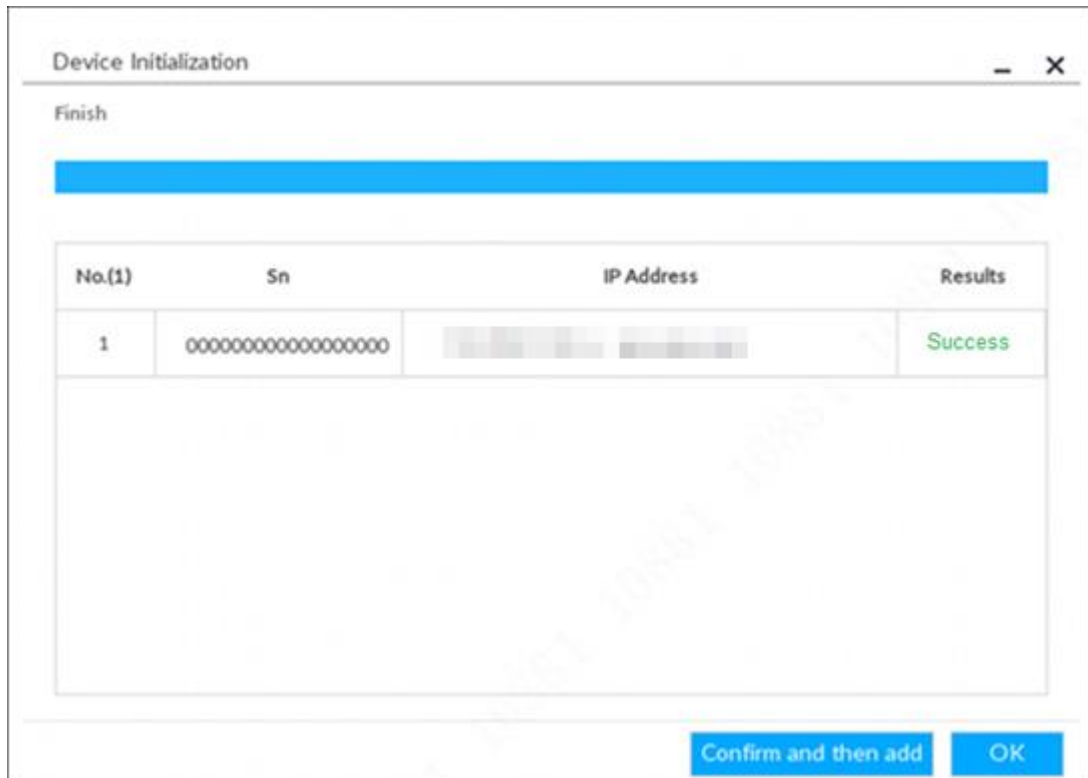 Device Initialization
Finish
No.(1) Sn IP Address Results
1 000000000000000000 Success
Confirm and then add OK